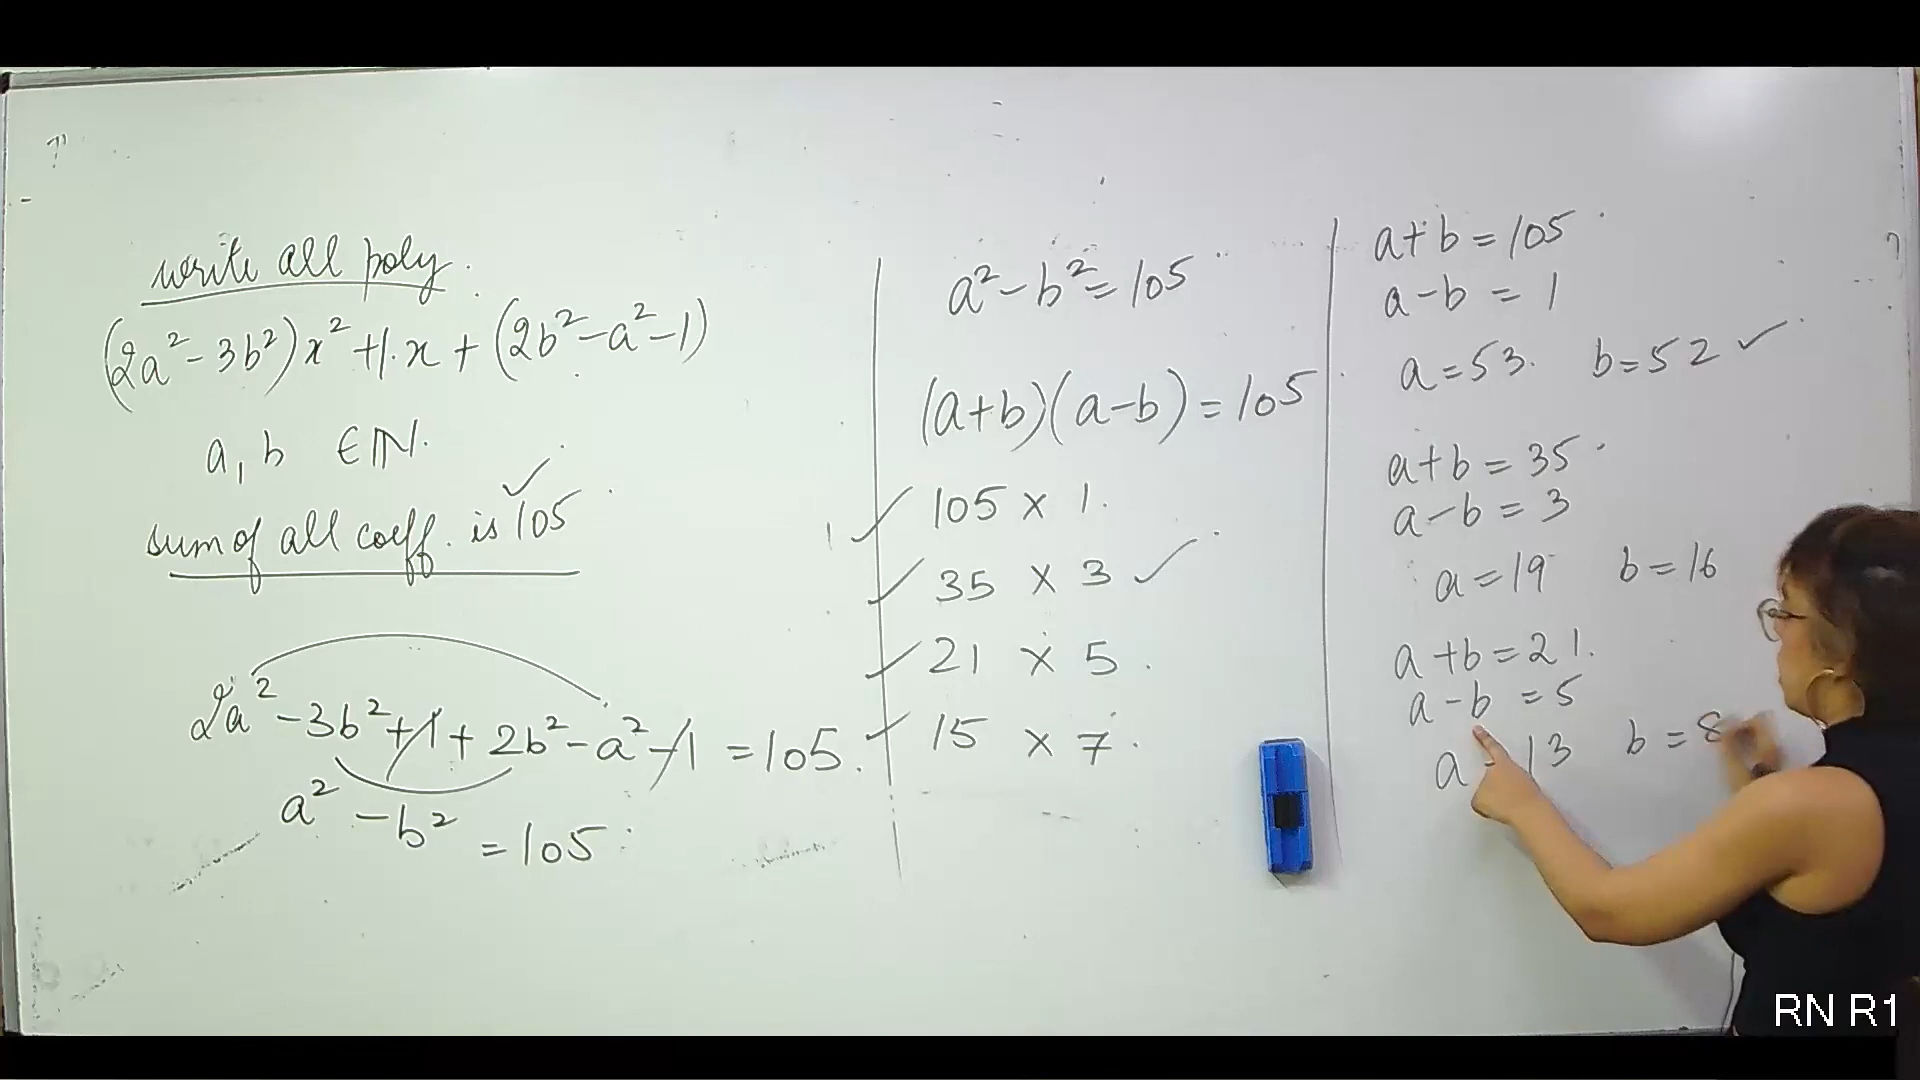 write all poly.
(2a² - 3b²)x² + 1·x + (2b² - a² - 1)
a, b ∈ ℕ.
sum of all coeff. is 105 ✓
2a² - 3b² + 1 + 2b² - a² - 1 = 105.
a² - b² = 105
a² - b² = 105
(a+b)(a-b) = 105
✓ 105 × 1.
✓ 35 × 3 ✓
✓ 21 × 5.
✓ 15 × 7.
a+b = 105
a-b = 1
a = 53. b = 52 ✓
a+b = 35
a-b = 3
a = 19 b = 16
a+b = 21.
a-b = 5
a = 13 b = 8
RN R1